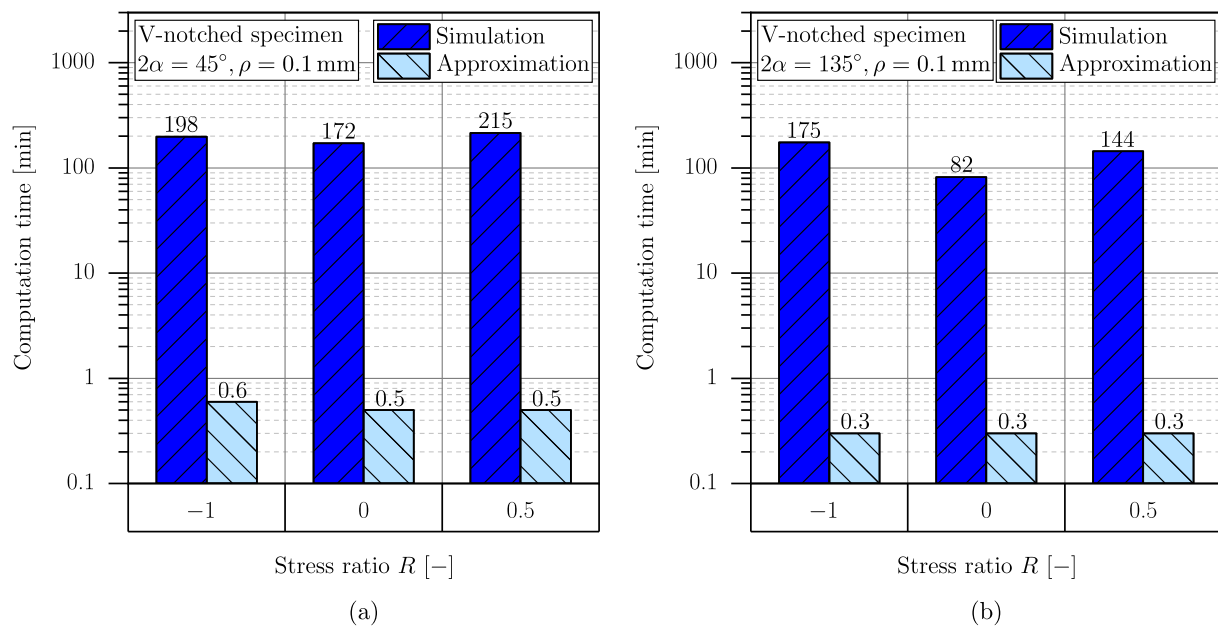 V-notched specimen
2α = 45°, ρ = 0.1 mm
Simulation
Approximation
1000
100
10
1
0.1
Computation time [min]
198
172
215
0.6
0.5
0.5
−1
0
0.5
Stress ratio R [−]
(a)
V-notched specimen
2α = 135°, ρ = 0.1 mm
Simulation
Approximation
1000
100
10
1
0.1
Computation time [min]
175
82
144
0.3
0.3
0.3
−1
0
0.5
Stress ratio R [−]
(b)